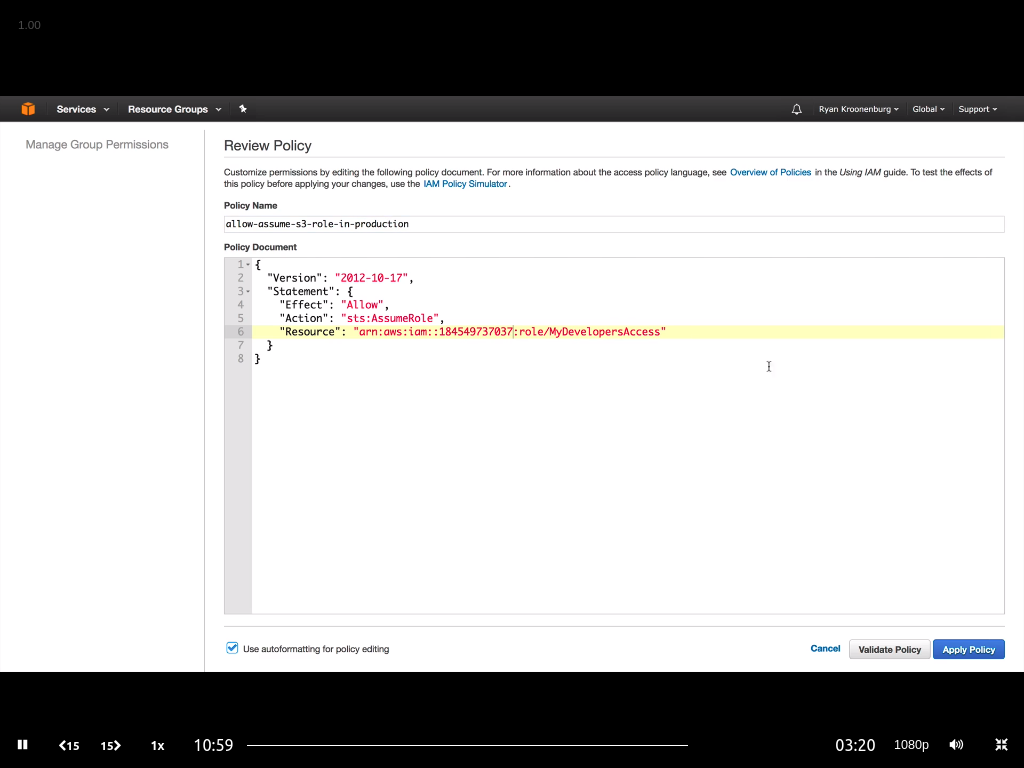 1.00
Services Resource Groups Ryan Kroonenburg Global Support
Manage Group Permissions
Review Policy
Customize permissions by editing the following policy document. For more information about the access policy language, see Overview of Policies in the Using IAM guide. To test the effects of
this policy before applying your changes, use the IAM Policy Simulator.
Policy Name
allow-assume-s3-role-in-production
Policy Document
1 {
2 "Version": "2012-10-17",
3 "Statement": {
4 "Effect": "Allow",
5 "Action": "sts:AssumeRole",
6 "Resource": "arn:aws:iam::184549737037:role/MyDevelopersAccess"
7 }
8 }
Use autoformatting for policy editing
Cancel Validate Policy Apply Policy
<15 15> 1x 10:59 03:20 1080p